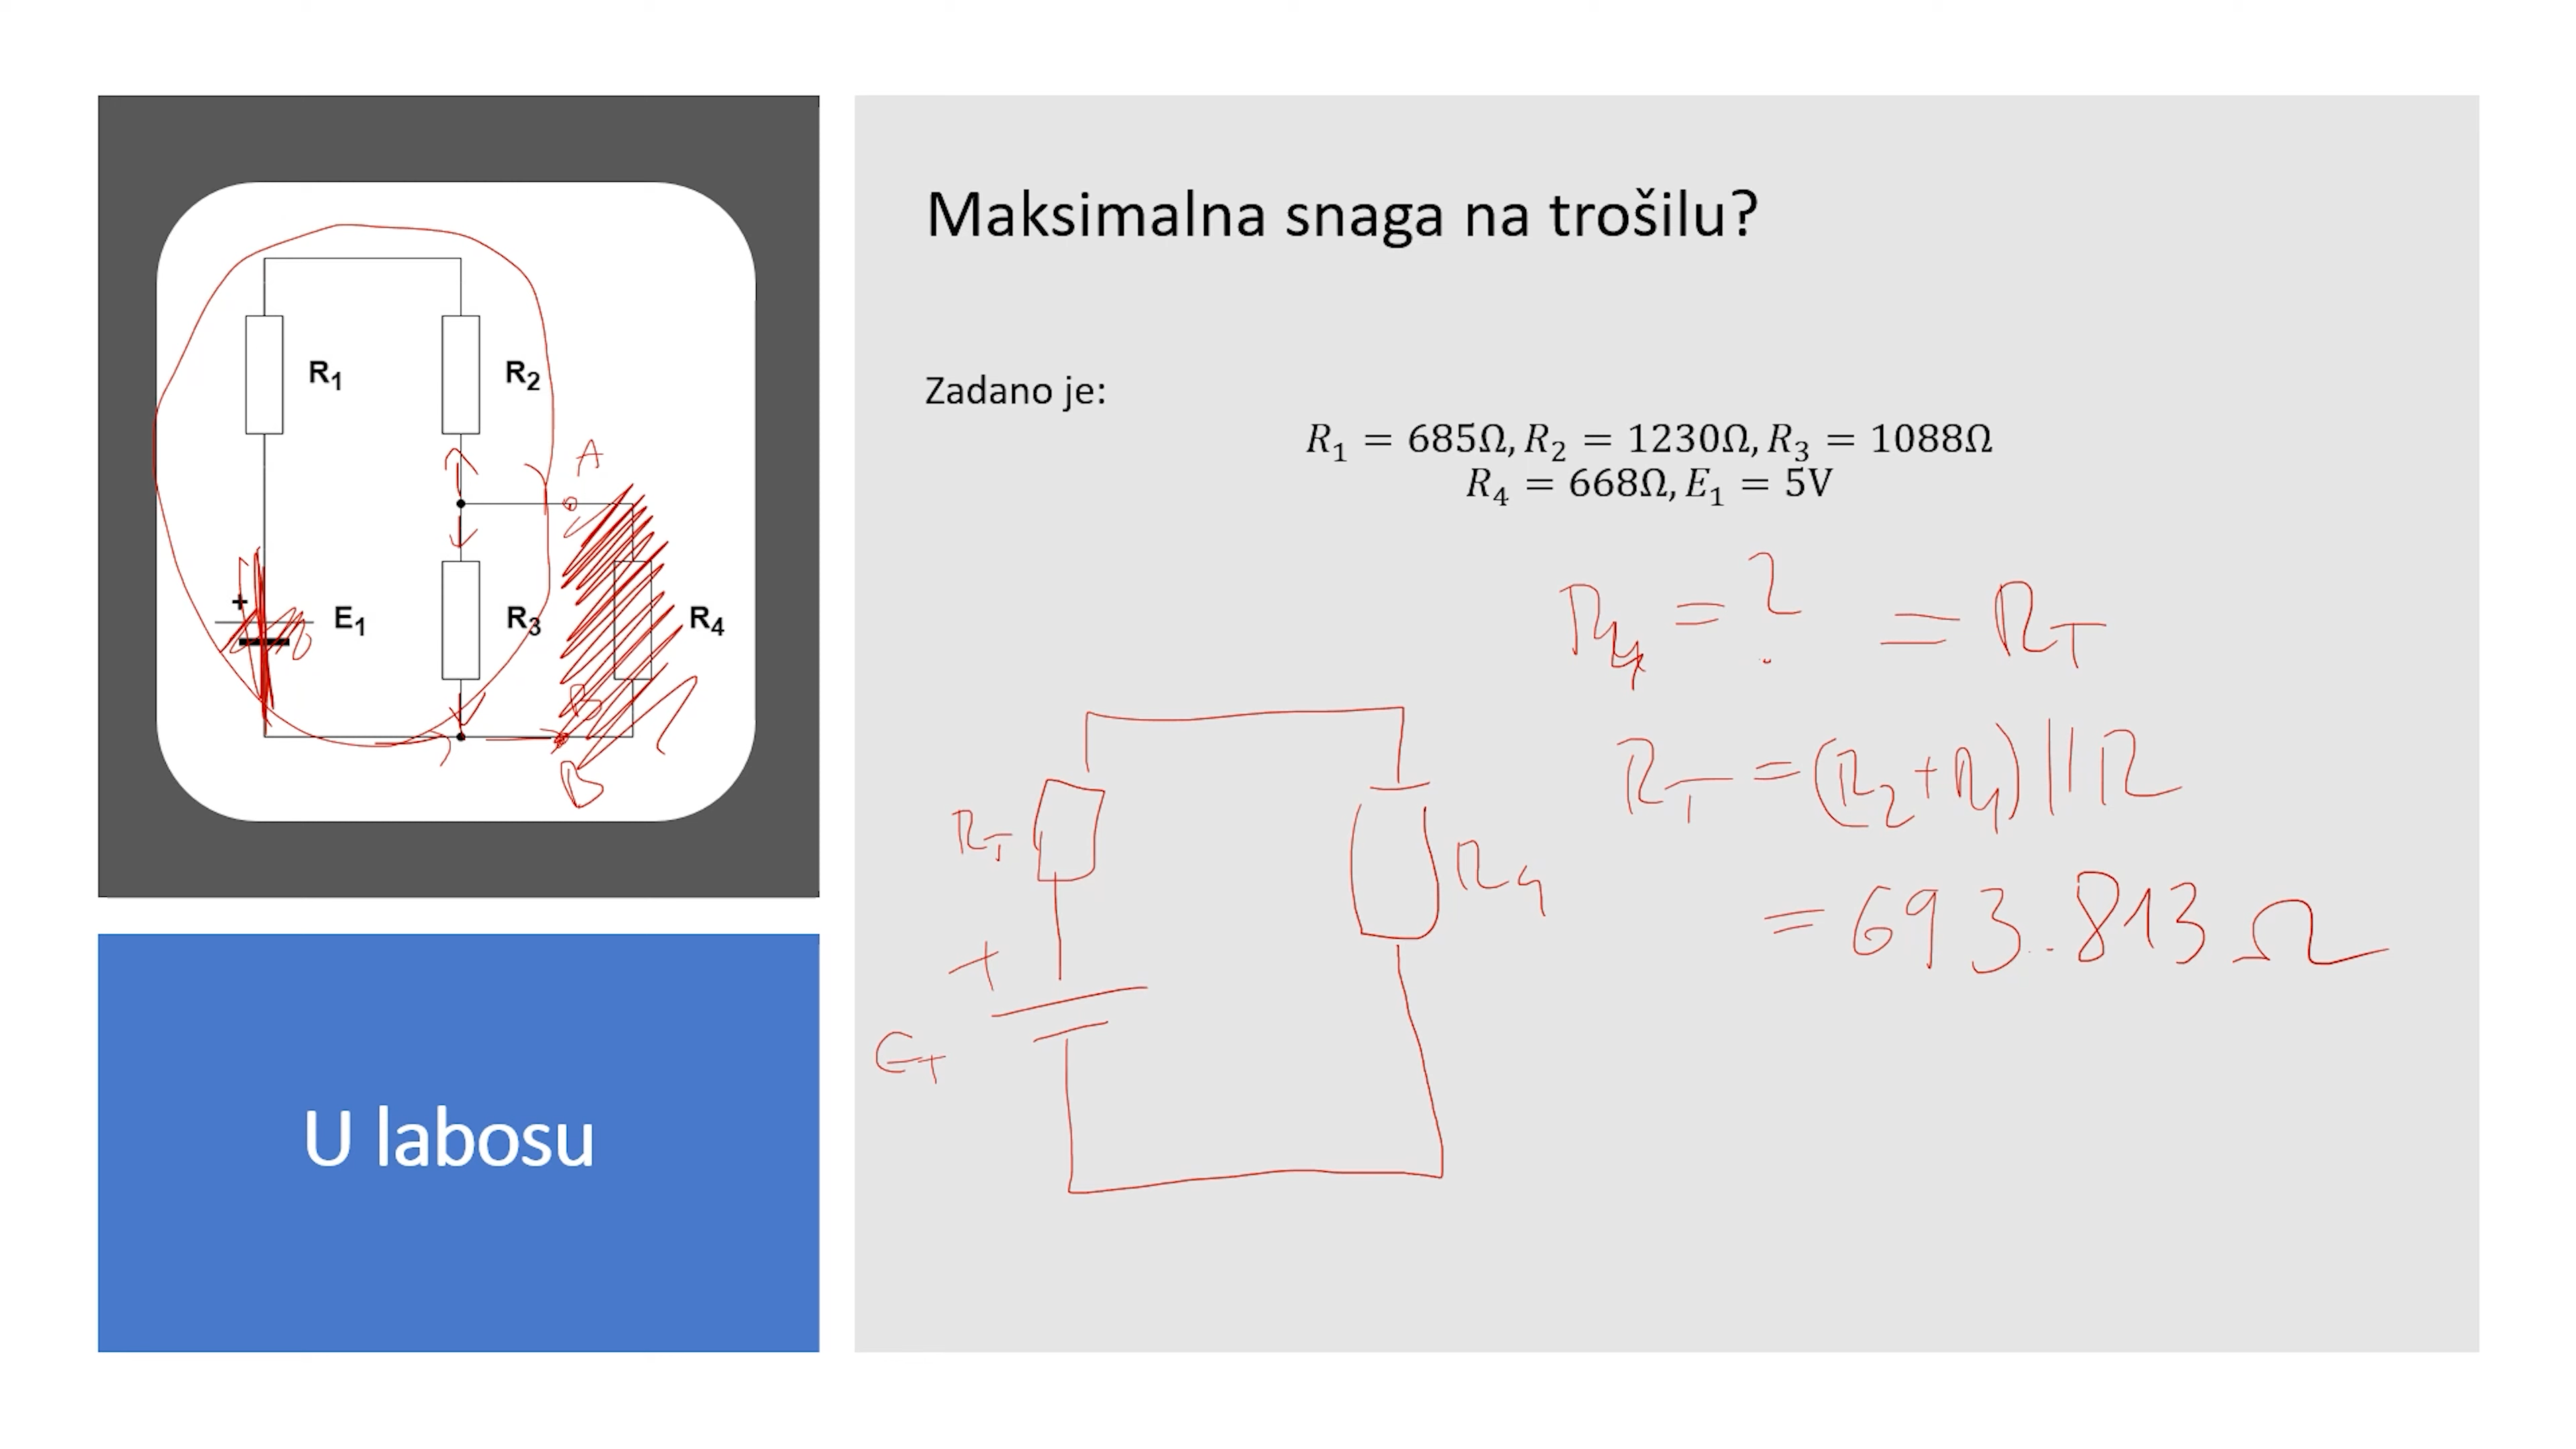 R1
R2
A
+
E1
R3
R4
B
B
U labosu
Maksimalna snaga na trošilu?
Zadano je:
R1 = 685Ω, R2 = 1230Ω, R3 = 1088Ω
R4 = 668Ω, E1 = 5V
R4 = ? = RT
RT = (R2 + R1) || R
= 693.813 Ω
RT
R4
+
ET